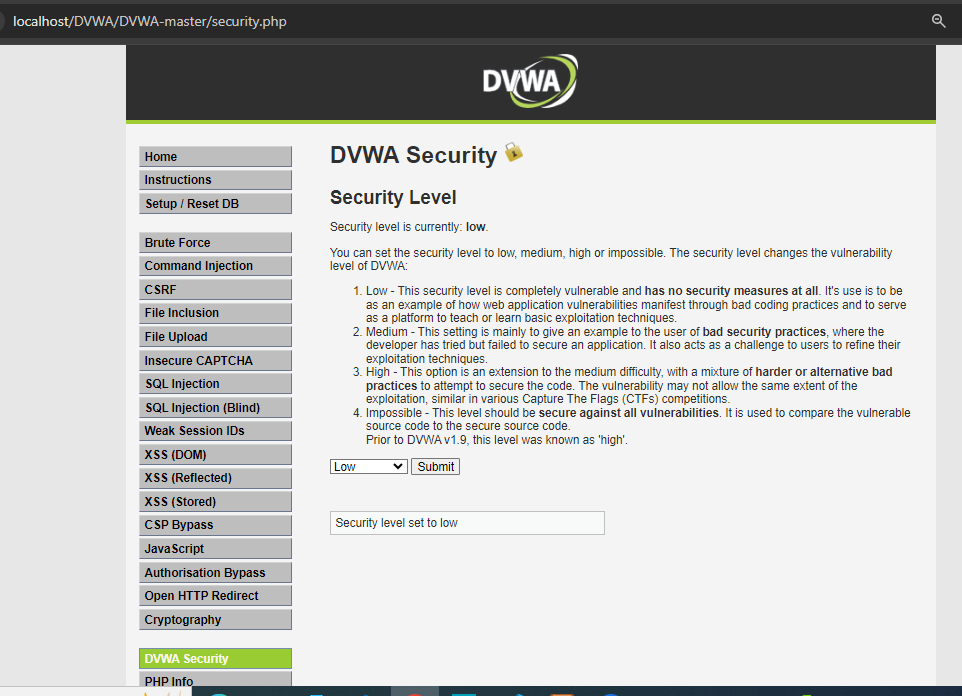 localhost/DVWA/DVWA-master/security.php
DVWA
Home
Instructions
Setup / Reset DB
Brute Force
Command Injection
CSRF
File Inclusion
File Upload
Insecure CAPTCHA
SQL Injection
SQL Injection (Blind)
Weak Session IDs
XSS (DOM)
XSS (Reflected)
XSS (Stored)
CSP Bypass
JavaScript
Authorisation Bypass
Open HTTP Redirect
Cryptography
DVWA Security
PHP Info
DVWA Security
Security Level
Security level is currently: low.
You can set the security level to low, medium, high or impossible. The security level changes the vulnerability
level of DVWA:
1. Low - This security level is completely vulnerable and has no security measures at all. It's use is to be
as an example of how web application vulnerabilities manifest through bad coding practices and to serve
as a platform to teach or learn basic exploitation techniques.
2. Medium - This setting is mainly to give an example to the user of bad security practices, where the
developer has tried but failed to secure an application. It also acts as a challenge to users to refine their
exploitation techniques.
3. High - This option is an extension to the medium difficulty, with a mixture of harder or alternative bad
practices to attempt to secure the code. The vulnerability may not allow the same extent of the
exploitation, similar in various Capture The Flags (CTFs) competitions.
4. Impossible - This level should be secure against all vulnerabilities. It is used to compare the vulnerable
source code to the secure source code.
Prior to DVWA v1.9, this level was known as 'high'.
Low
Submit
Security level set to low